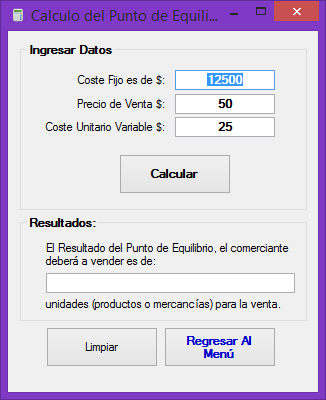 Calculo del Punto de Equilibri...
Ingresar Datos
Coste Fijo es de $: 12500
Precio de Venta $: 50
Coste Unitario Variable $: 25
Calcular
Resultados:
El Resultado del Punto de Equilibrio, el comerciante
deberá a vender es de:
unidades (productos o mercancías) para la venta.
Limpiar
Regresar Al
Menú